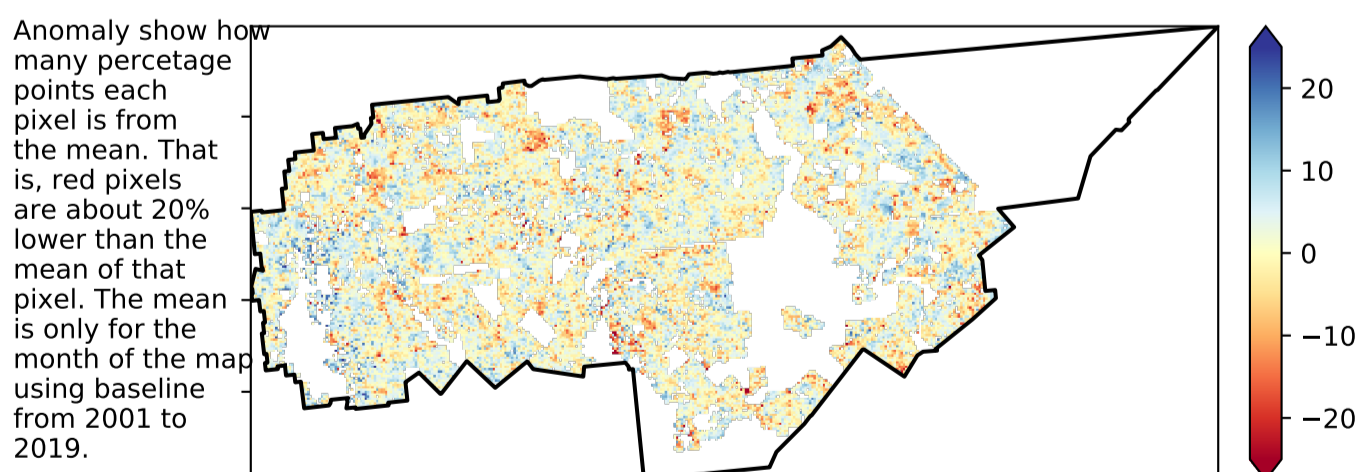 Anomaly show how
many percetage
points each
pixel is from
the mean. That
is, red pixels
are about 20%
lower than the
mean of that
pixel. The mean
is only for the
month of the map
using baseline
from 2001 to
2019.
20
10
0
−10
−20